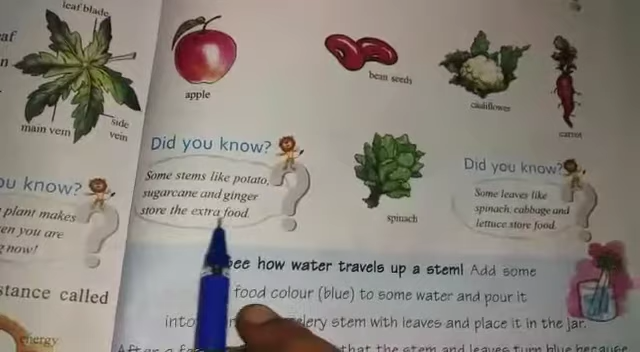 leaf blade
main vein
side
vein
apple
bean seeds
cauliflower
carrot
Did you know?
Some stems like potato,
sugarcane and ginger
store the extra food.
spinach
Did you know?
Some leaves like
spinach, cabbage and
lettuce store food.
know?
plant makes
you are
now!
called
energy
See how water travels up a stem! Add some
food colour (blue) to some water and pour it
into stem with leaves and place it in the jar.
that the stem and leaves turn blue because